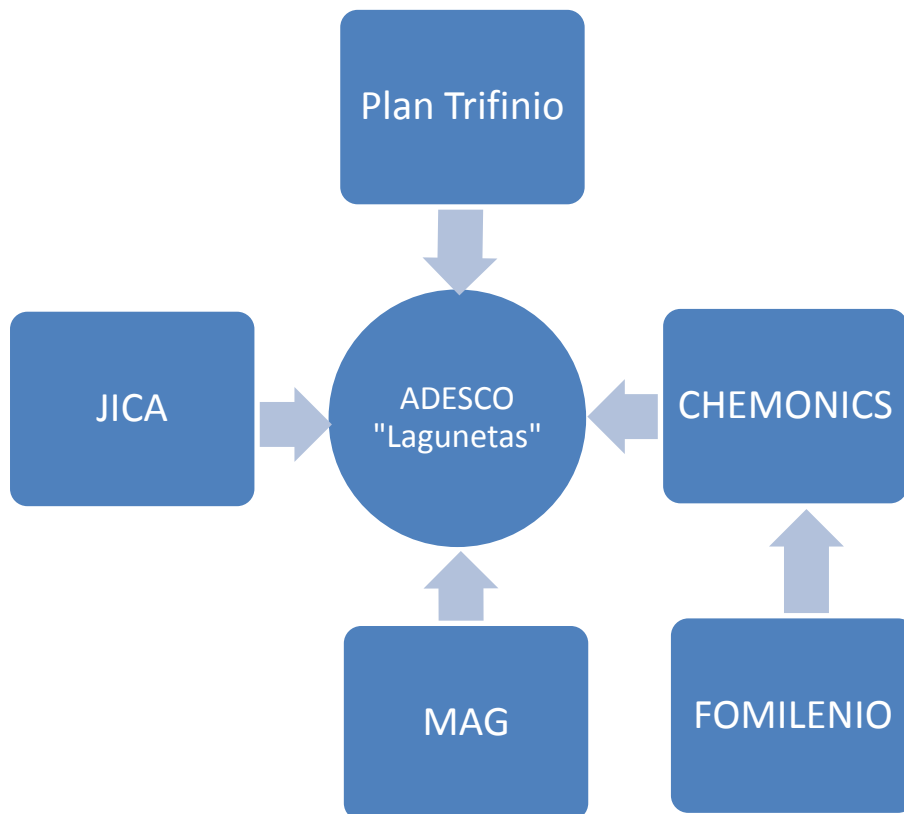 Plan Trifinio
JICA
ADESCO
"Lagunetas"
CHEMONICS
MAG
FOMILENIO